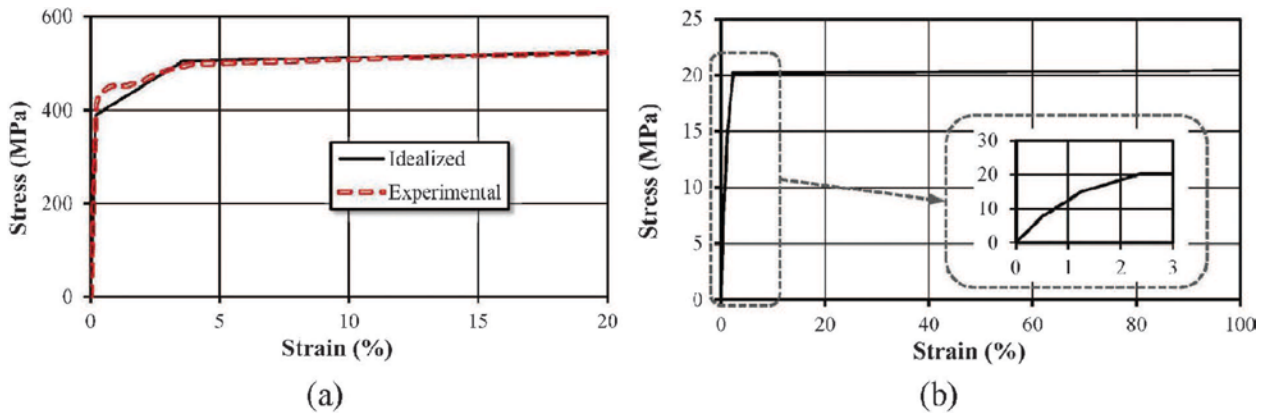 600
400
200
0
Stress (MPa)
Idealized
Experimental
0 5 10 15 20
Strain (%)
(a)
25
20
15
10
5
0
Stress (MPa)
30
20
10
0
0 1 2 3
0 20 40 60 80 100
Strain (%)
(b)